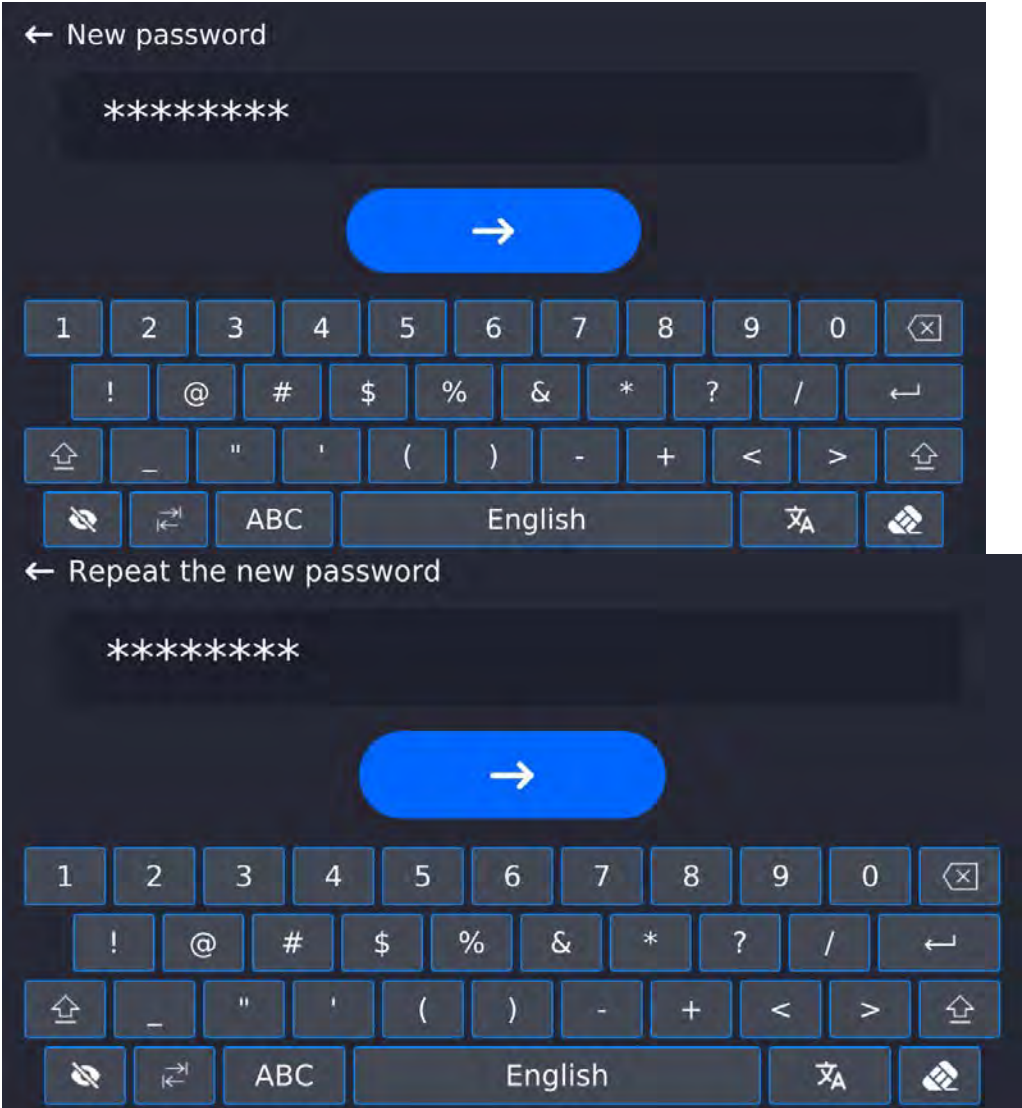 ← New password
********
→
1 2 3 4 5 6 7 8 9 0
! @ # $ % & * ? /
_ " ' ( ) - + < >
ABC English
← Repeat the new password
********
→
1 2 3 4 5 6 7 8 9 0
! @ # $ % & * ? /
_ " ' ( ) - + < >
ABC English